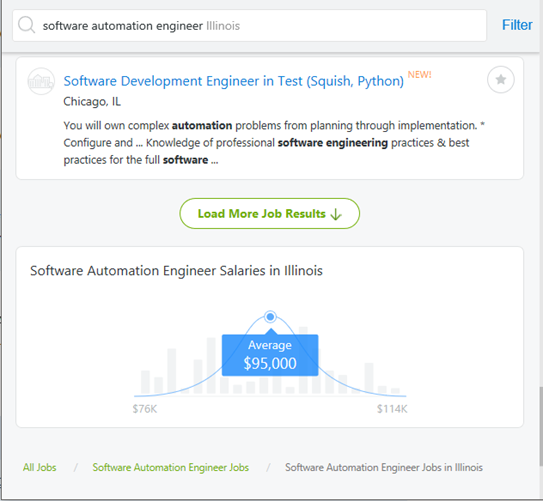 software automation engineer Illinois
Filter
Software Development Engineer in Test (Squish, Python) NEW!
Chicago, IL
You will own complex automation problems from planning through implementation. *
Configure and ... Knowledge of professional software engineering practices & best
practices for the full software ...
Load More Job Results ↓
Software Automation Engineer Salaries in Illinois
Average
$95,000
$76K
$114K
All Jobs / Software Automation Engineer Jobs / Software Automation Engineer Jobs in Illinois